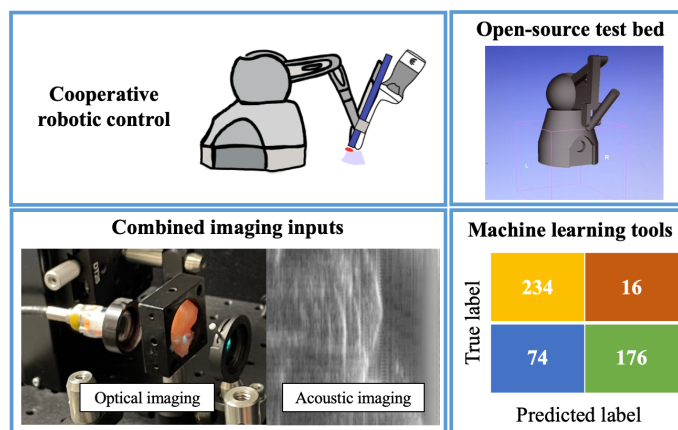 Cooperative
robotic control
Open-source test bed
L
R
Combined imaging inputs
Optical imaging
Acoustic imaging
Machine learning tools
True label
234
16
74
176
Predicted label